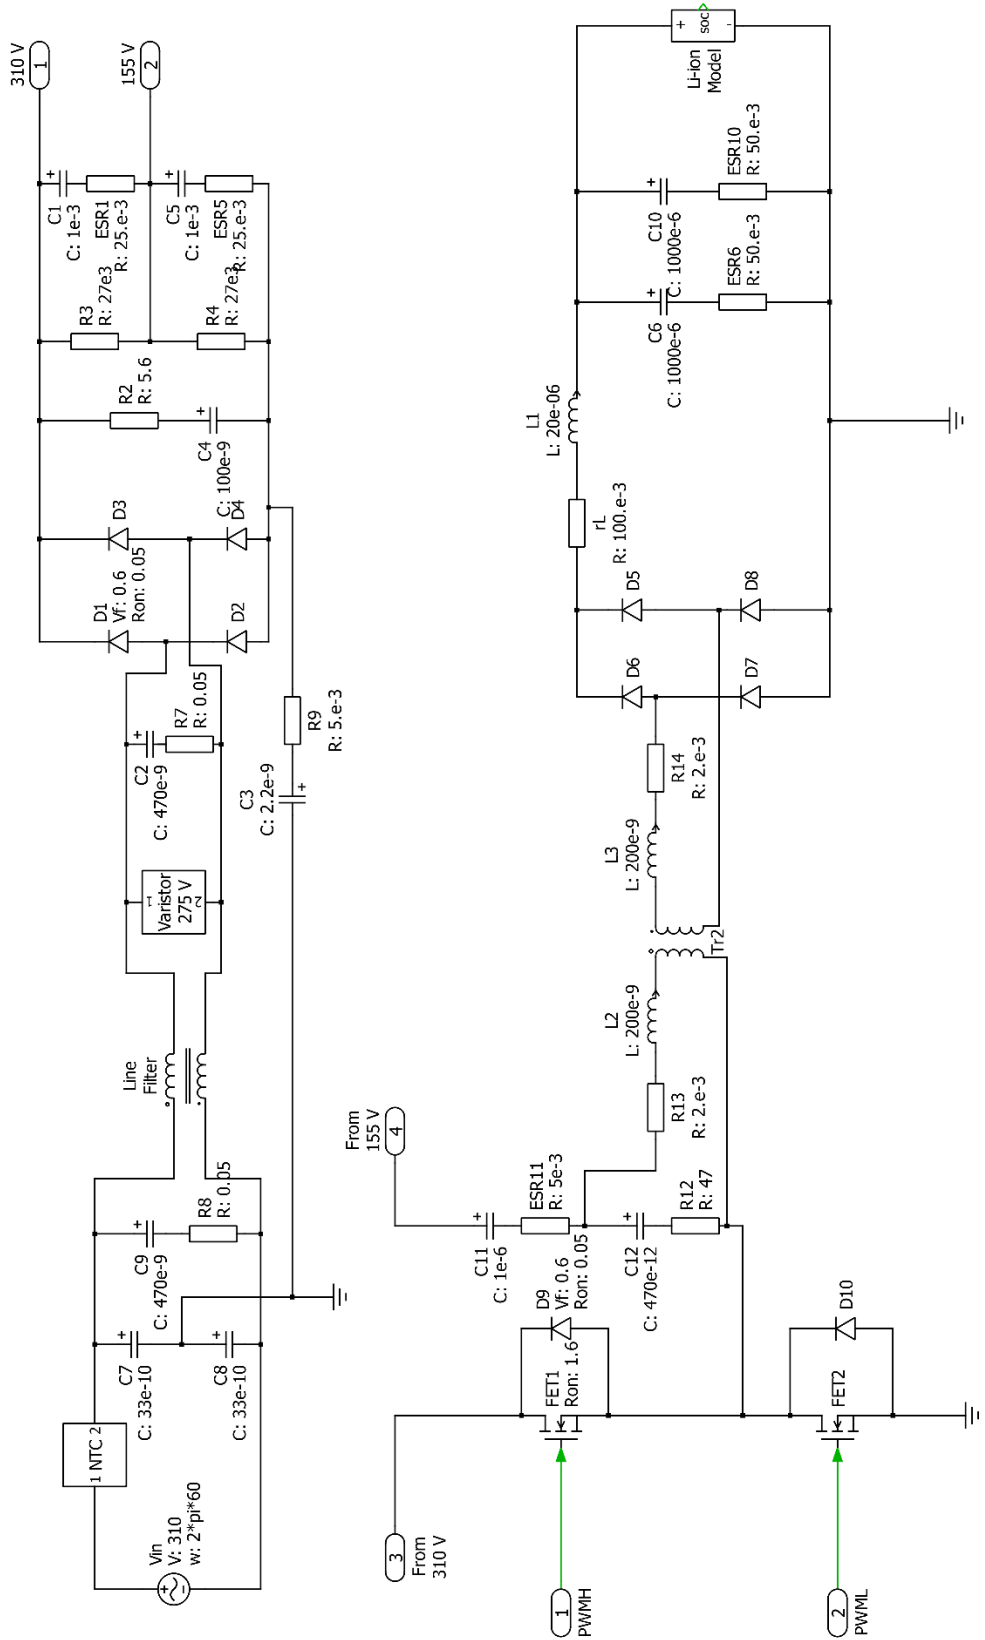 Vin
V: 310
w: 2*pi*60
1 NTC 2
C7
C: 33e-10
C8
C: 33e-10
C9
C: 470e-9
R8
R: 0.05
Line
Filter
1 2
Varistor
275 V
C2
C: 470e-9
R7
R: 0.05
C3
C: 2.2e-9
R9
R: 5.e-3
D1
Vf: 0.6
Ron: 0.05
D2
D3
D4
C4
C: 100e-9
R2
R: 5.6
R3
R: 27e3
R4
R: 27e3
C1
C: 1e-3
ESR1
R: 25.e-3
C5
C: 1e-3
ESR5
R: 25.e-3
310 V
1
155 V
2
3
From
310 V
1
PWMH
2
PWML
FET1
Ron: 1.6
FET2
D9
Vf: 0.6
Ron: 0.05
D10
From
155 V
4
C11
C: 1e-6
ESR11
R: 5e-3
C12
C: 470e-12
R12
R: 47
R13
R: 2.e-3
L2
L: 200e-9
Tr2
L3
L: 200e-9
R14
R: 2.e-3
D6
D7
D5
D8
rL
R: 100.e-3
L1
L: 20e-06
C6
C: 1000e-6
ESR6
R: 50.e-3
C10
C: 1000e-6
ESR10
R: 50.e-3
+ soc -
Li-ion
Model